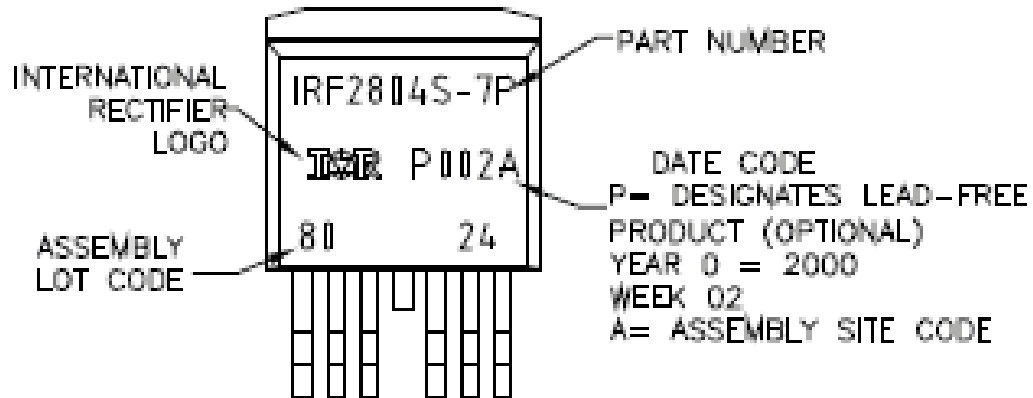 PART NUMBER
INTERNATIONAL
RECTIFIER
LOGO
IRF2804S-7P
IOR P002A
DATE CODE
P= DESIGNATES LEAD-FREE
PRODUCT (OPTIONAL)
YEAR 0 = 2000
WEEK 02
A= ASSEMBLY SITE CODE
ASSEMBLY
LOT CODE
80 24